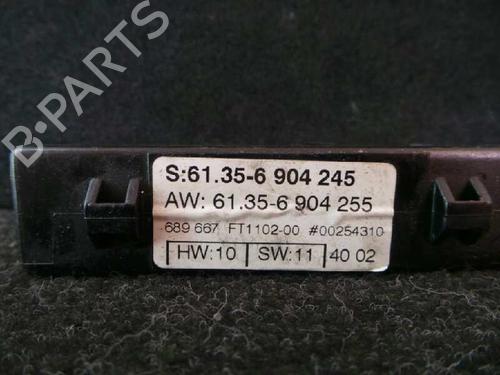 B-PARTS
S:61.35-6 904 245
AW: 61.35-6 904 255
689 667 FT1102-00 #00254310
HW:10 SW:11 40 02